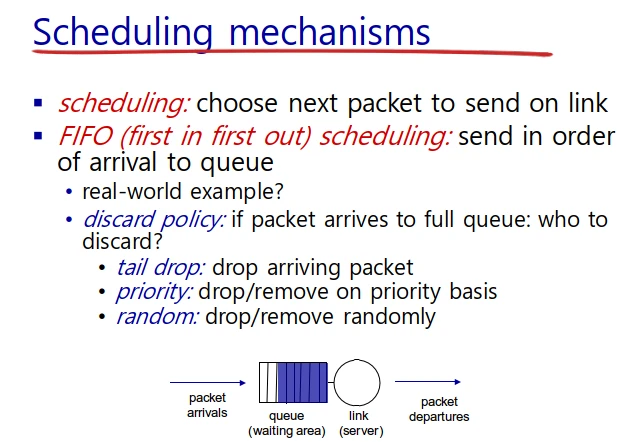 Scheduling mechanisms
▪ scheduling: choose next packet to send on link
▪ FIFO (first in first out) scheduling: send in order
of arrival to queue
• real-world example?
• discard policy: if packet arrives to full queue: who to
discard?
• tail drop: drop arriving packet
• priority: drop/remove on priority basis
• random: drop/remove randomly
packet
arrivals
queue
(waiting area)
link
(server)
packet
departures